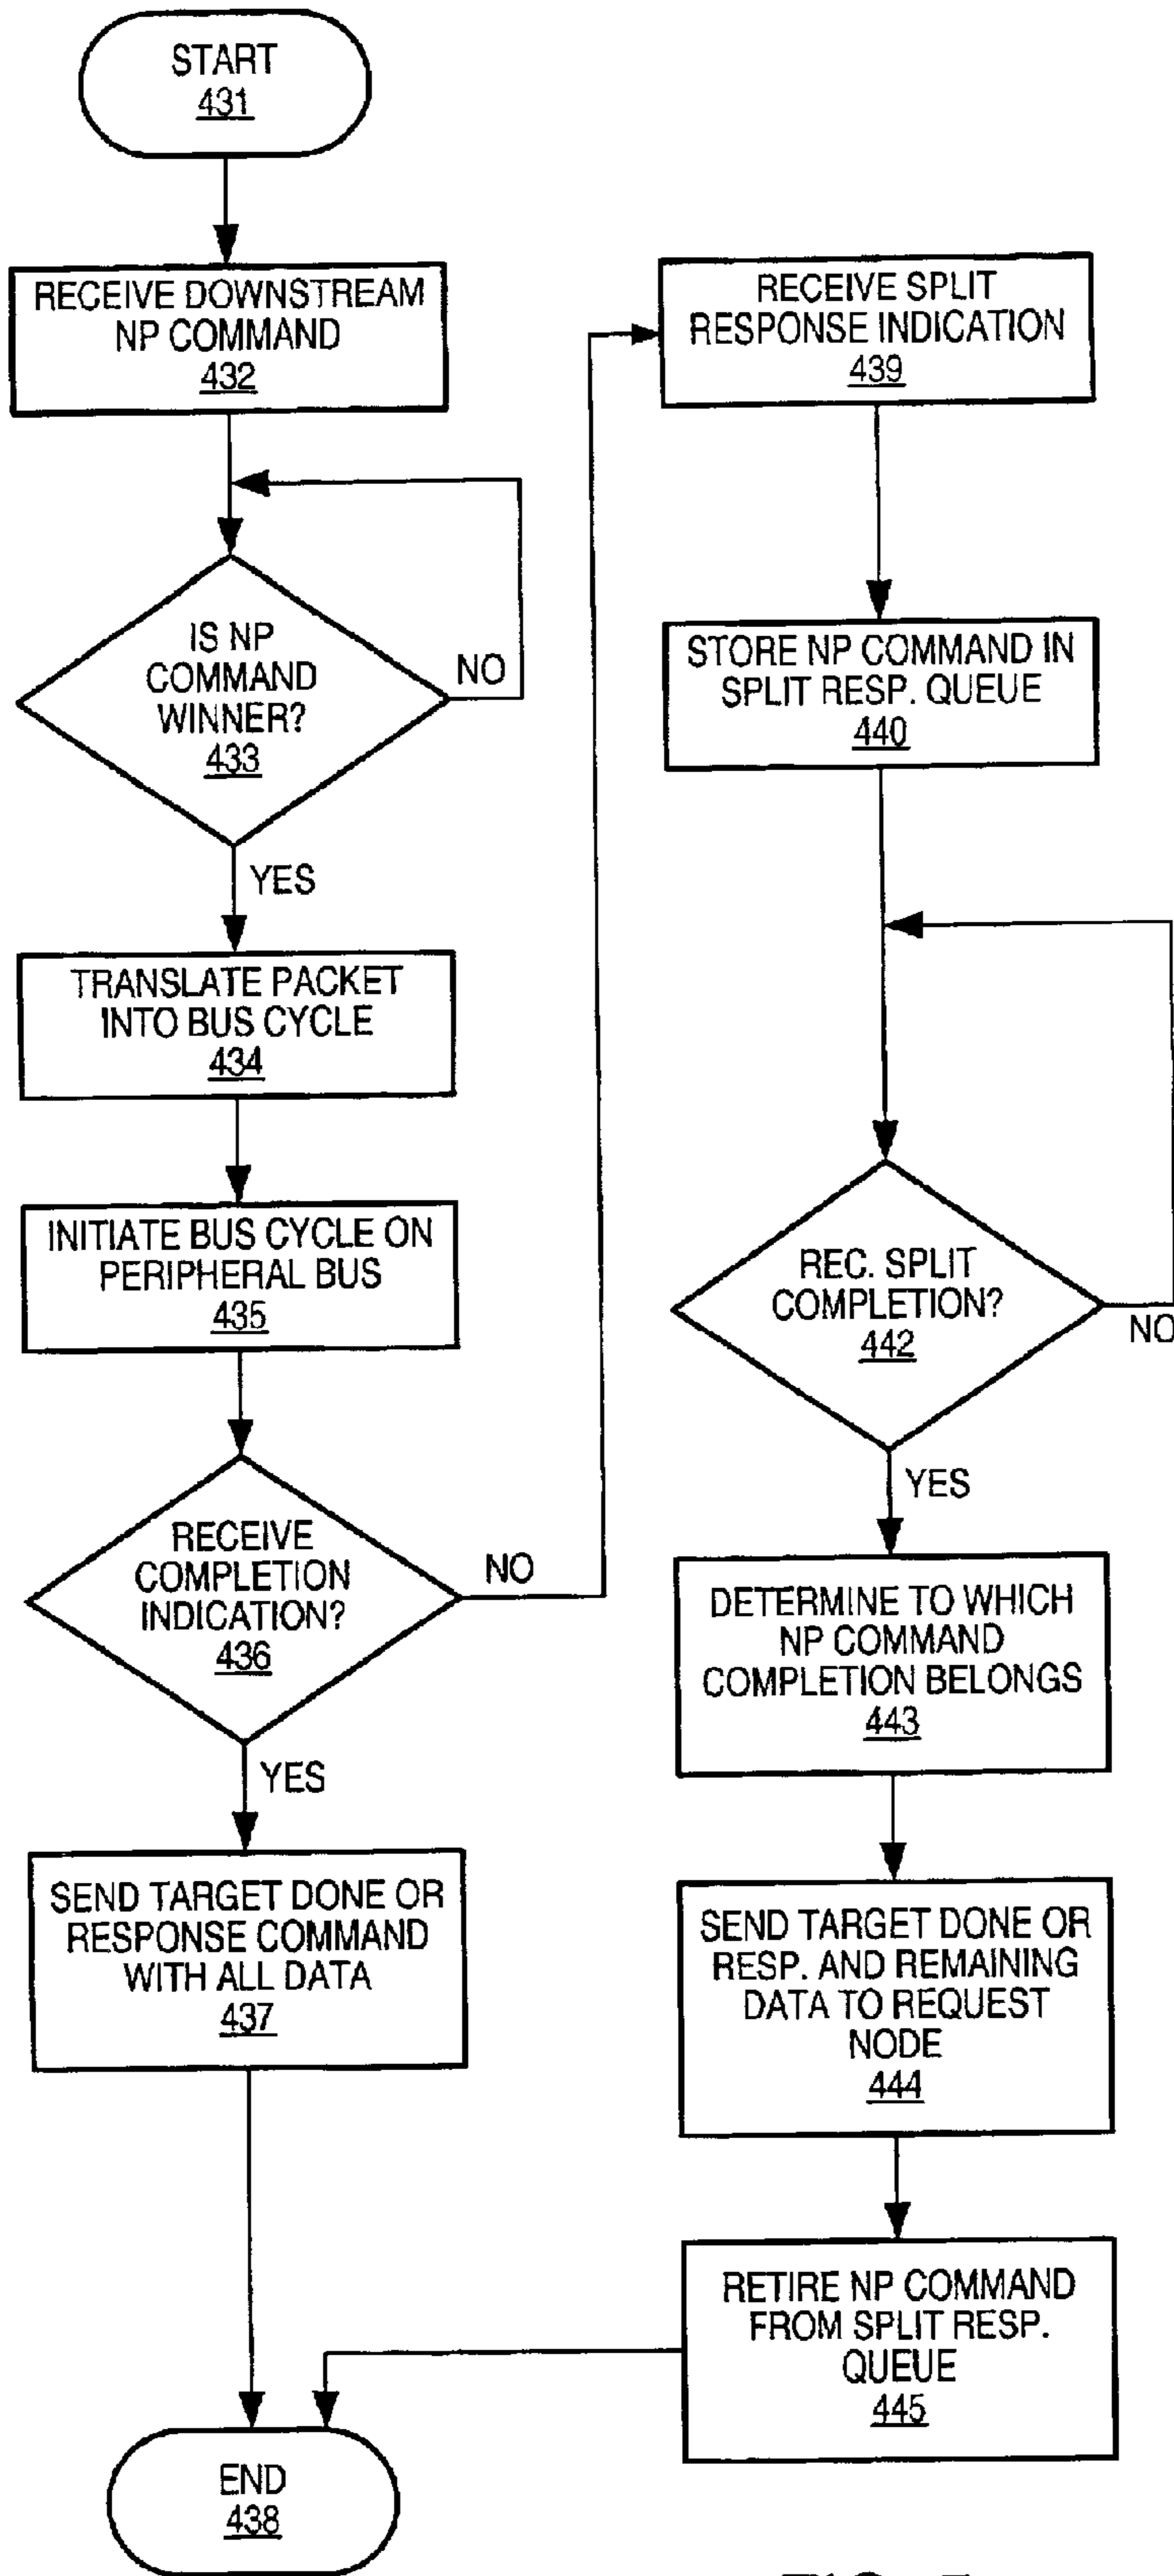 START
431
RECEIVE DOWNSTREAM
NP COMMAND
432
IS NP
COMMAND
WINNER?
433
NO
YES
TRANSLATE PACKET
INTO BUS CYCLE
434
INITIATE BUS CYCLE ON
PERIPHERAL BUS
435
RECEIVE
COMPLETION
INDICATION?
436
NO
YES
SEND TARGET DONE OR
RESPONSE COMMAND
WITH ALL DATA
437
END
438
RECEIVE SPLIT
RESPONSE INDICATION
439
STORE NP COMMAND IN
SPLIT RESP. QUEUE
440
REC. SPLIT
COMPLETION?
442
NO
YES
DETERMINE TO WHICH
NP COMMAND
COMPLETION BELONGS
443
SEND TARGET DONE OR
RESP. AND REMAINING
DATA TO REQUEST
NODE
444
RETIRE NP COMMAND
FROM SPLIT RESP.
QUEUE
445